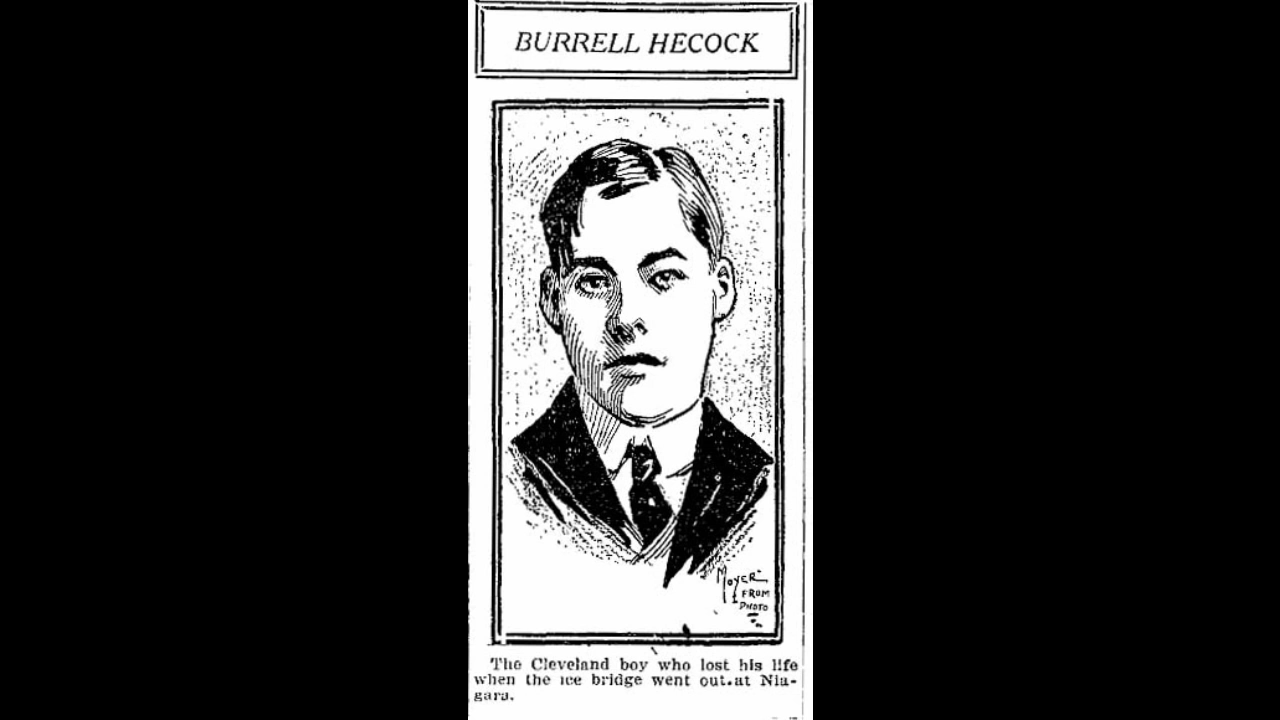 BURRELL HECOCK
MOYER
FROM
PHOTO
The Cleveland boy who lost his life
when the ice bridge went out.at Nia-
gara.